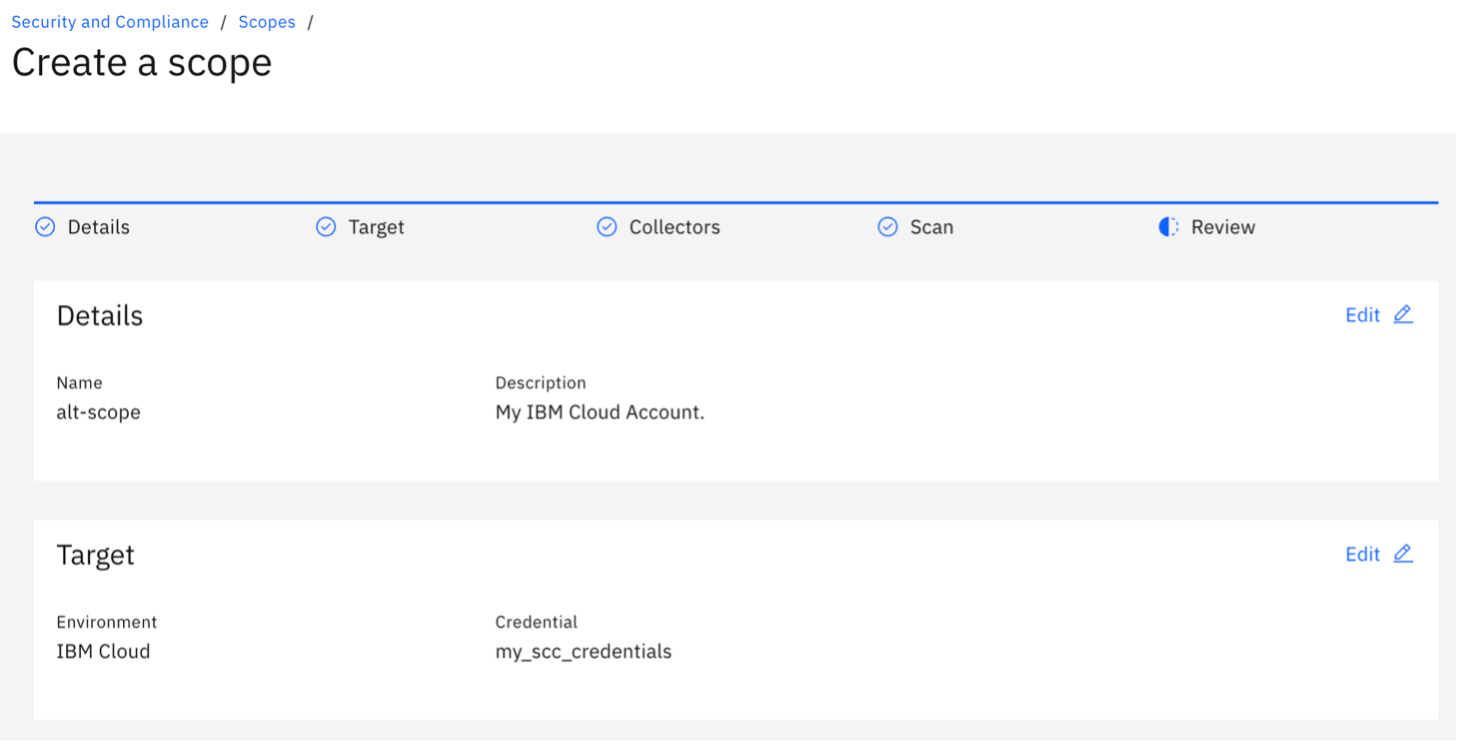 Security and Compliance / Scopes /
Create a scope
Details Target Collectors Scan Review
Details Edit
Name Description
alt-scope My IBM Cloud Account.
Target Edit
Environment Credential
IBM Cloud my_scc_credentials